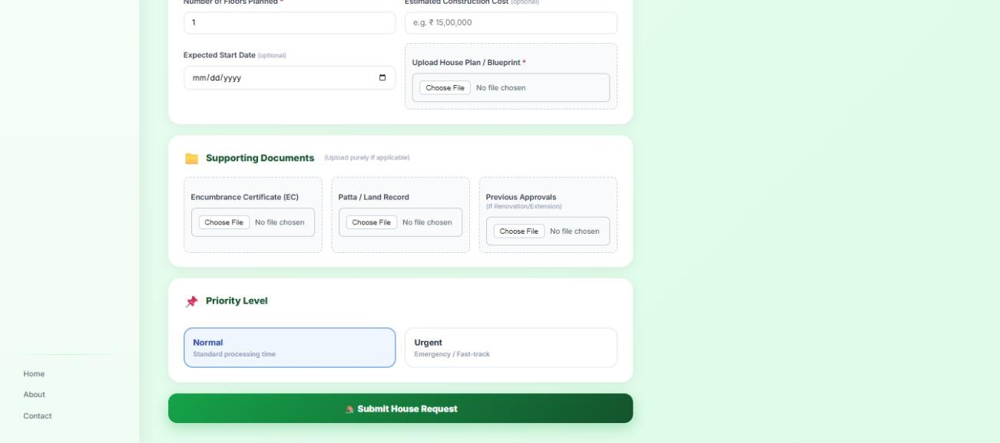 Number of Floors Planned *
Estimated Construction Cost (optional)
1
e.g. ₹ 15,00,000
Expected Start Date (optional)
mm/dd/yyyy
Upload House Plan / Blueprint *
Choose File No file chosen
Supporting Documents (Upload purely if applicable)
Encumbrance Certificate (EC)
Choose File No file chosen
Patta / Land Record
Choose File No file chosen
Previous Approvals
(If Renovation/Extension)
Choose File No file chosen
Priority Level
Normal
Standard processing time
Urgent
Emergency / Fast-track
Home
About
Contact
Submit House Request